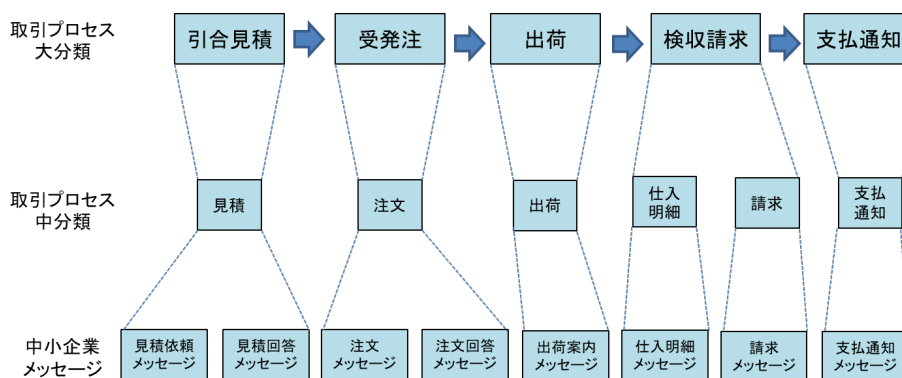 取引プロセス
大分類
引合見積
受発注
出荷
検収請求
支払通知
取引プロセス
中分類
見積
注文
出荷
仕入
明細
請求
支払
通知
中小企業
メッセージ
見積依頼
メッセージ
見積回答
メッセージ
注文
メッセージ
注文回答
メッセージ
出荷案内
メッセージ
仕入明細
メッセージ
請求
メッセージ
支払通知
メッセージ